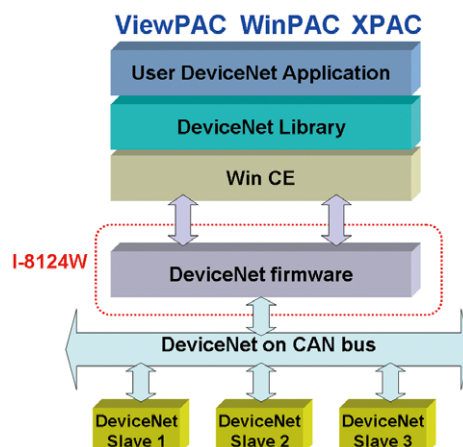 ViewPAC WinPAC XPAC
User DeviceNet Application
DeviceNet Library
Win CE
I-8124W
DeviceNet firmware
DeviceNet on CAN bus
DeviceNet Slave 1
DeviceNet Slave 2
DeviceNet Slave 3